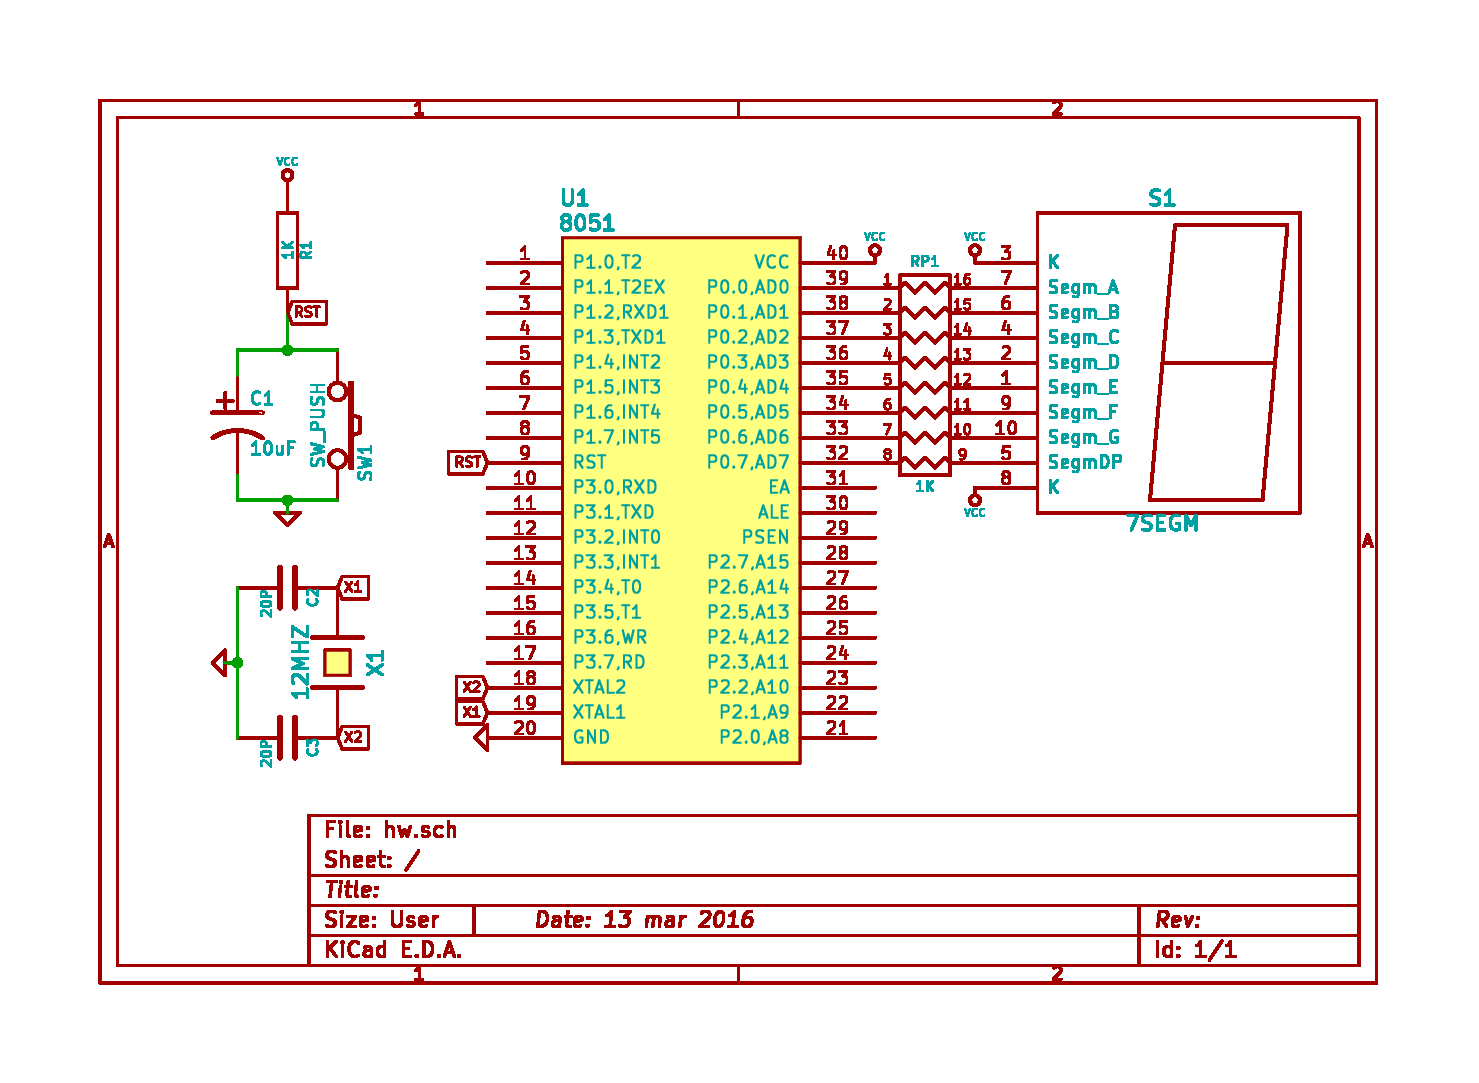 1 2
VCC
1K
R1
RST
C1
10uF
SW_PUSH
SW1
20P
C2
X1
12MHZ
X1
20P
C3
X2
U1
8051
1 P1.0,T2 VCC 40 VCC
2 P1.1,T2EX P0.0,AD0 39
3 P1.2,RXD1 P0.1,AD1 38
4 P1.3,TXD1 P0.2,AD2 37
5 P1.4,INT2 P0.3,AD3 36
6 P1.5,INT3 P0.4,AD4 35
7 P1.6,INT4 P0.5,AD5 34
8 P1.7,INT5 P0.6,AD6 33
RST 9 RST P0.7,AD7 32
10 P3.0,RXD EA 31
11 P3.1,TXD ALE 30
12 P3.2,INT0 PSEN 29
13 P3.3,INT1 P2.7,A15 28
14 P3.4,T0 P2.6,A14 27
15 P3.5,T1 P2.5,A13 26
16 P3.6,WR P2.4,A12 25
17 P3.7,RD P2.3,A11 24
X2 18 XTAL2 P2.2,A10 23
X1 19 XTAL1 P2.1,A9 22
20 GND P2.0,A8 21
RP1
1 16
2 15
3 14
4 13
5 12
6 11
7 10
8 9
1K
S1
VCC 3 K
7 Segm_A
6 Segm_B
4 Segm_C
2 Segm_D
1 Segm_E
9 Segm_F
10 Segm_G
5 SegmDP
8 K
VCC
7SEGM
A A
File: hw.sch
Sheet: /
Title:
Size: User Date: 13 mar 2016 Rev:
KiCad E.D.A. Id: 1/1
1 2